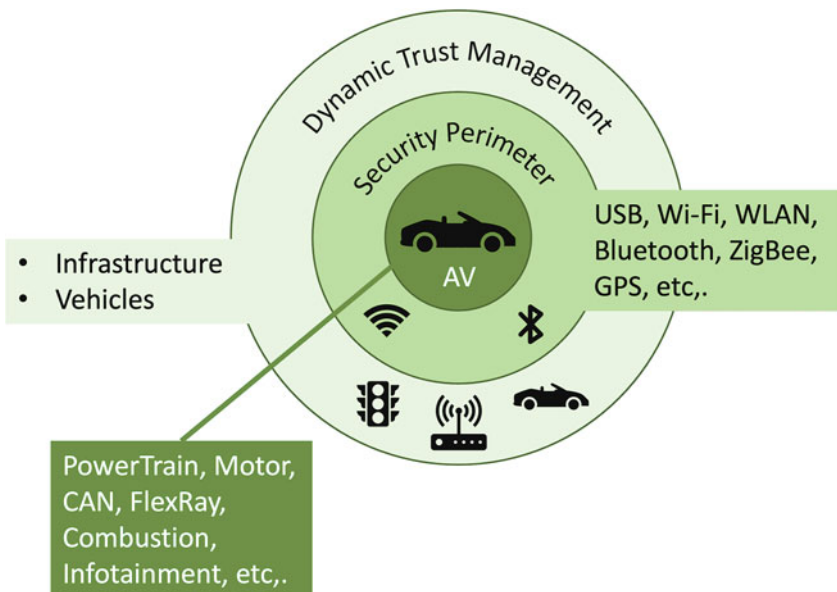 Dynamic Trust Management
Security Perimeter
AV
USB, Wi-Fi, WLAN,
Bluetooth, ZigBee,
GPS, etc,.
• Infrastructure
• Vehicles
PowerTrain, Motor,
CAN, FlexRay,
Combustion,
Infotainment, etc,.